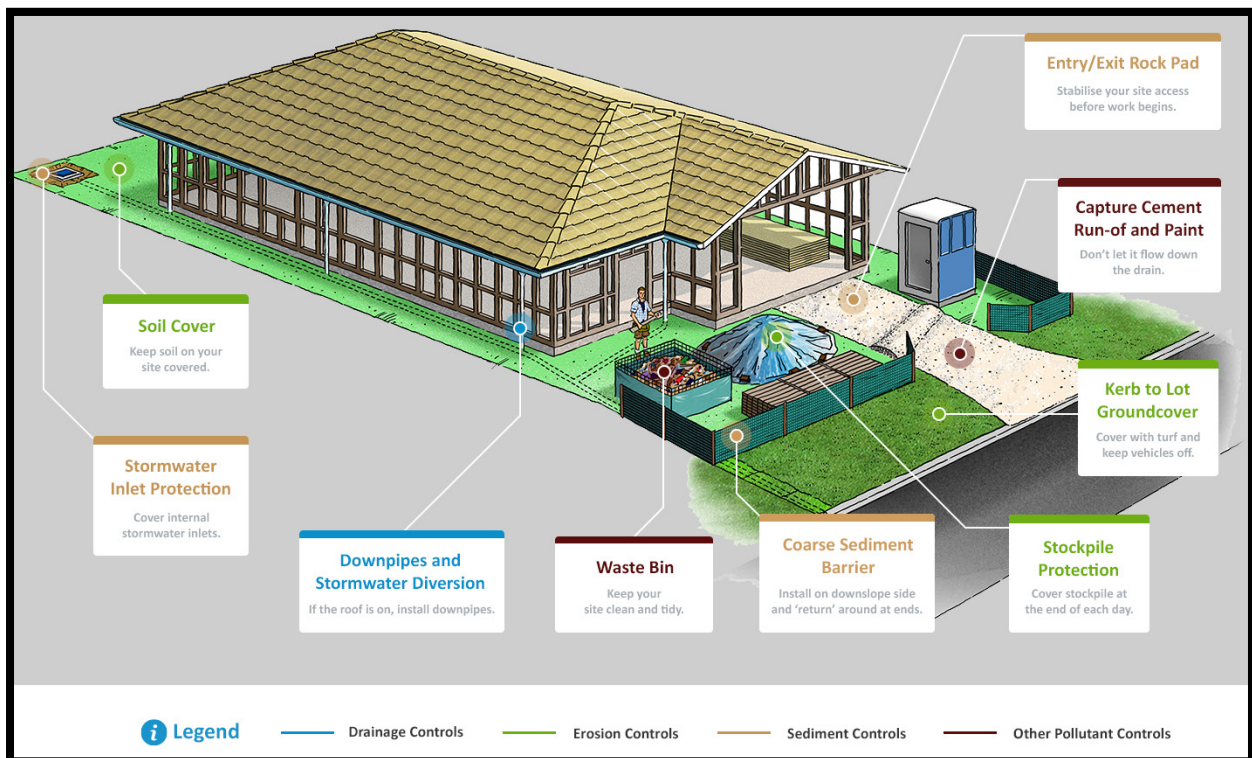 Entry/Exit Rock Pad
Stabilise your site access
before work begins.
Capture Cement
Run-of and Paint
Don't let it flow down
the drain.
Soil Cover
Keep soil on your
site covered.
Kerb to Lot
Groundcover
Cover with turf and
keep vehicles off.
Stormwater
Inlet Protection
Cover internal
stormwater inlets.
Downpipes and
Stormwater Diversion
If the roof is on, install downpipes.
Waste Bin
Keep your
site clean and tidy.
Coarse Sediment
Barrier
Install on downslope side
and 'return' around at ends.
Stockpile
Protection
Cover stockpile at
the end of each day.
i Legend
Drainage Controls
Erosion Controls
Sediment Controls
Other Pollutant Controls